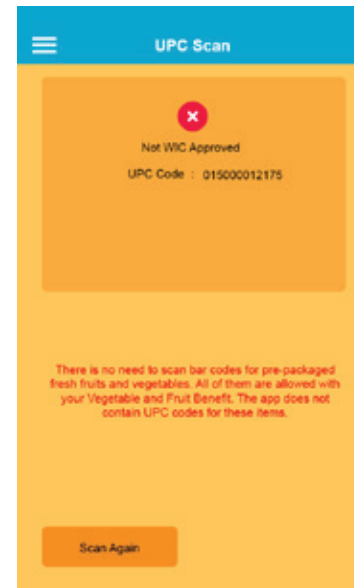 UPC Scan
Not WIC Approved
UPC Code : 015000012175
There is no need to scan bar codes for pre-packaged
fresh fruits and vegetables. All of them are allowed with
your Vegetable and Fruit Benefit. The app does not
contain UPC codes for these items.
Scan Again